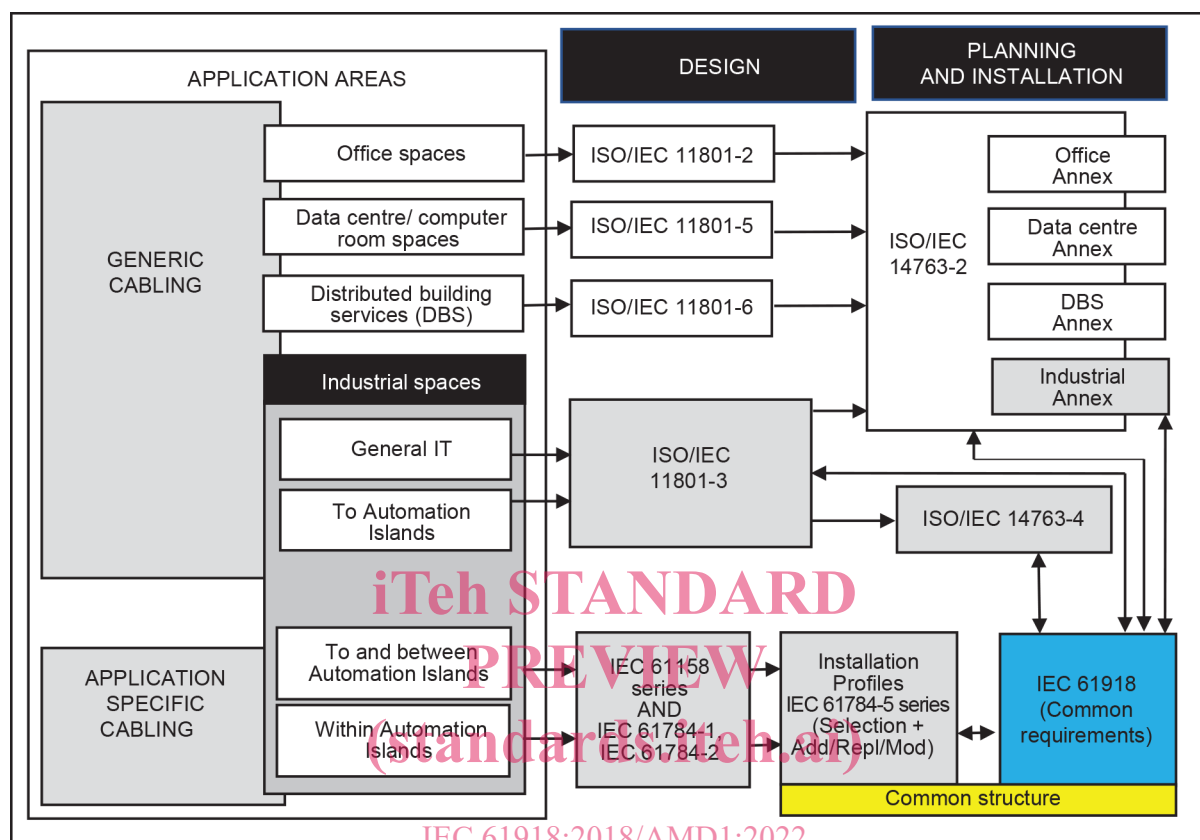 APPLICATION AREAS
DESIGN
PLANNING
AND INSTALLATION
GENERIC
CABLING
Office spaces
ISO/IEC 11801-2
Data centre/ computer
room spaces
ISO/IEC 11801-5
Distributed building
services (DBS)
ISO/IEC 11801-6
ISO/IEC
14763-2
Office
Annex
Data centre
Annex
DBS
Annex
Industrial
Annex
Industrial spaces
General IT
To Automation
Islands
ISO/IEC
11801-3
ISO/IEC 14763-4
iTeh STANDARD
PREVIEW
(standards.iteh.ai)
APPLICATION
SPECIFIC
CABLING
To and between
Automation Islands
Within Automation
Islands
IEC 61158
series
AND
IEC 61784-1,
IEC 61784-2
Installation
Profiles
IEC 61784-5 series
(Selection +
Add/Repl/Mod)
IEC 61918
(Common
requirements)
Common structure
IEC 61918:2018/AMD1:2022